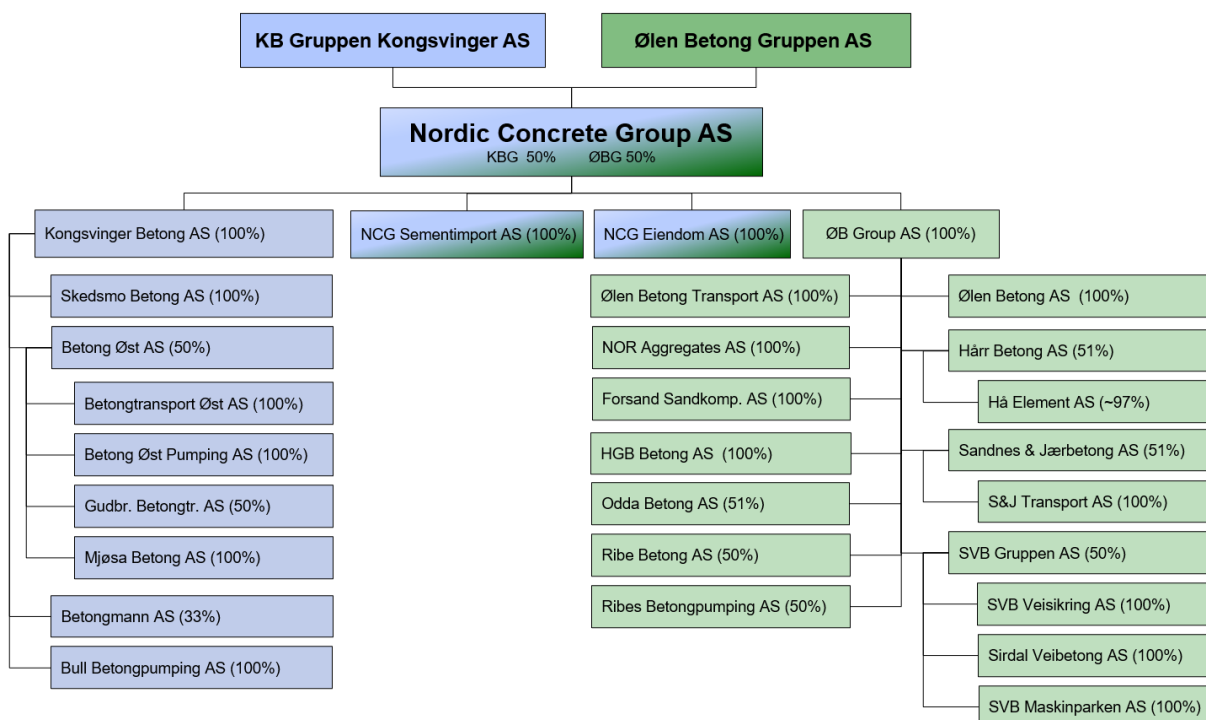 KB Gruppen Kongsvinger AS
Ølen Betong Gruppen AS
Nordic Concrete Group AS
KBG 50% ØBG 50%
Kongsvinger Betong AS (100%)
NCG Sementimport AS (100%)
NCG Eiendom AS (100%)
ØB Group AS (100%)
Skedsmo Betong AS (100%)
Betong Øst AS (50%)
Betongtransport Øst AS (100%)
Betong Øst Pumping AS (100%)
Gudbr. Betongtr. AS (50%)
Mjøsa Betong AS (100%)
Betongmann AS (33%)
Bull Betongpumping AS (100%)
Ølen Betong Transport AS (100%)
NOR Aggregates AS (100%)
Forsand Sandkomp. AS (100%)
HGB Betong AS (100%)
Odda Betong AS (51%)
Ribe Betong AS (50%)
Ribes Betongpumping AS (50%)
Ølen Betong AS (100%)
Hårr Betong AS (51%)
Hå Element AS (~97%)
Sandnes & Jærbetong AS (51%)
S&J Transport AS (100%)
SVB Gruppen AS (50%)
SVB Veisikring AS (100%)
Sirdal Veibetong AS (100%)
SVB Maskinparken AS (100%)